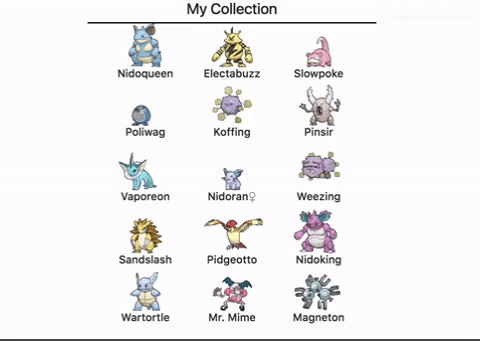 My Collection
Nidoqueen Electabuzz Slowpoke
Poliwag Koffing Pinsir
Vaporeon Nidoran♀ Weezing
Sandslash Pidgeotto Nidoking
Wartortle Mr. Mime Magneton